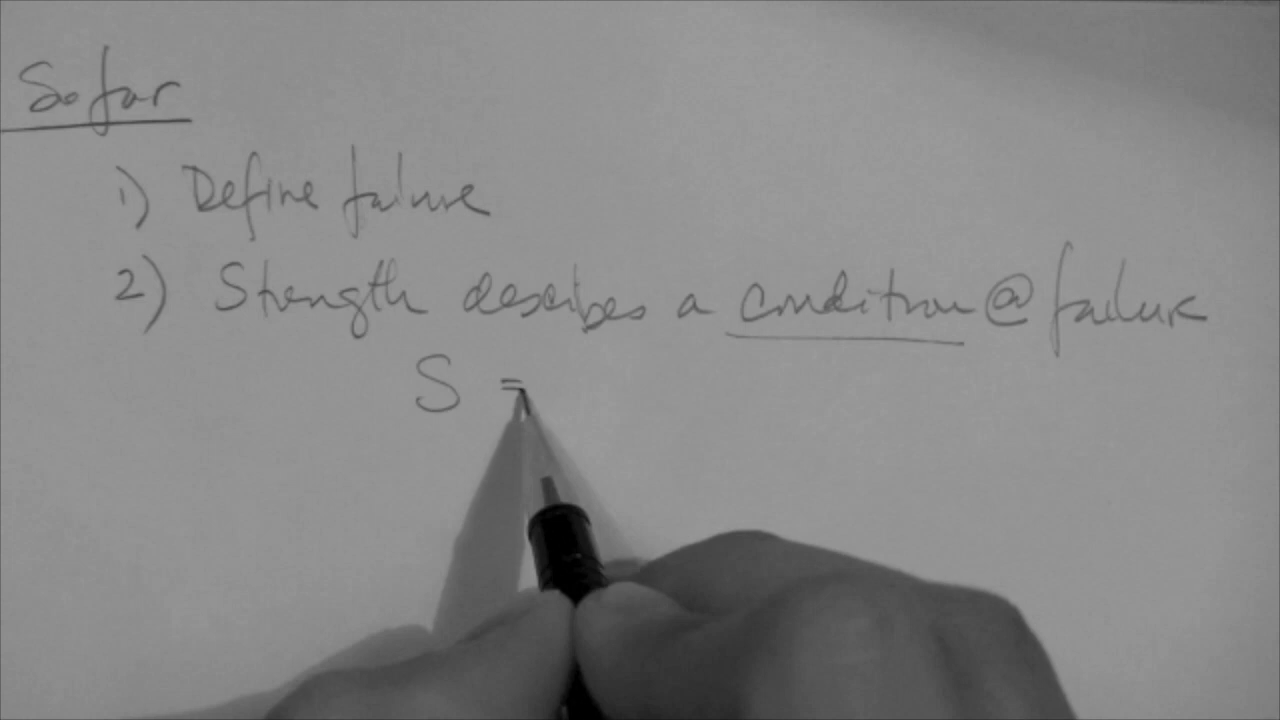 So far
1) Define failure
2) Strength describes a condition @ failure
S =